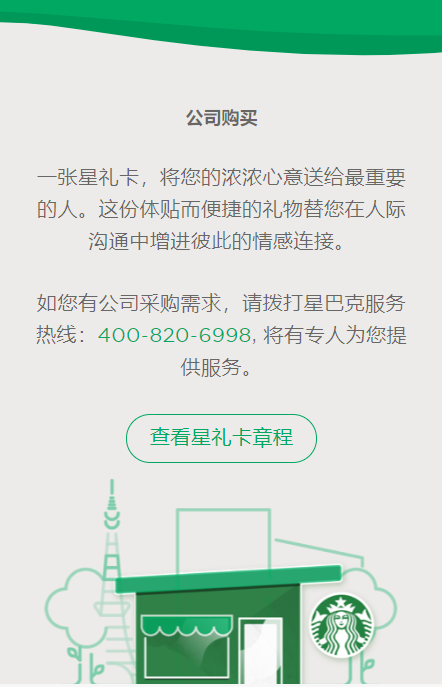 公司购买
一张星礼卡，将您的浓浓心意送给最重要
的人。这份体贴而便捷的礼物替您在人际
沟通中增进彼此的情感连接。
如您有公司采购需求，请拨打星巴克服务
热线：400-820-6998, 将有专人为您提
供服务。
查看星礼卡章程